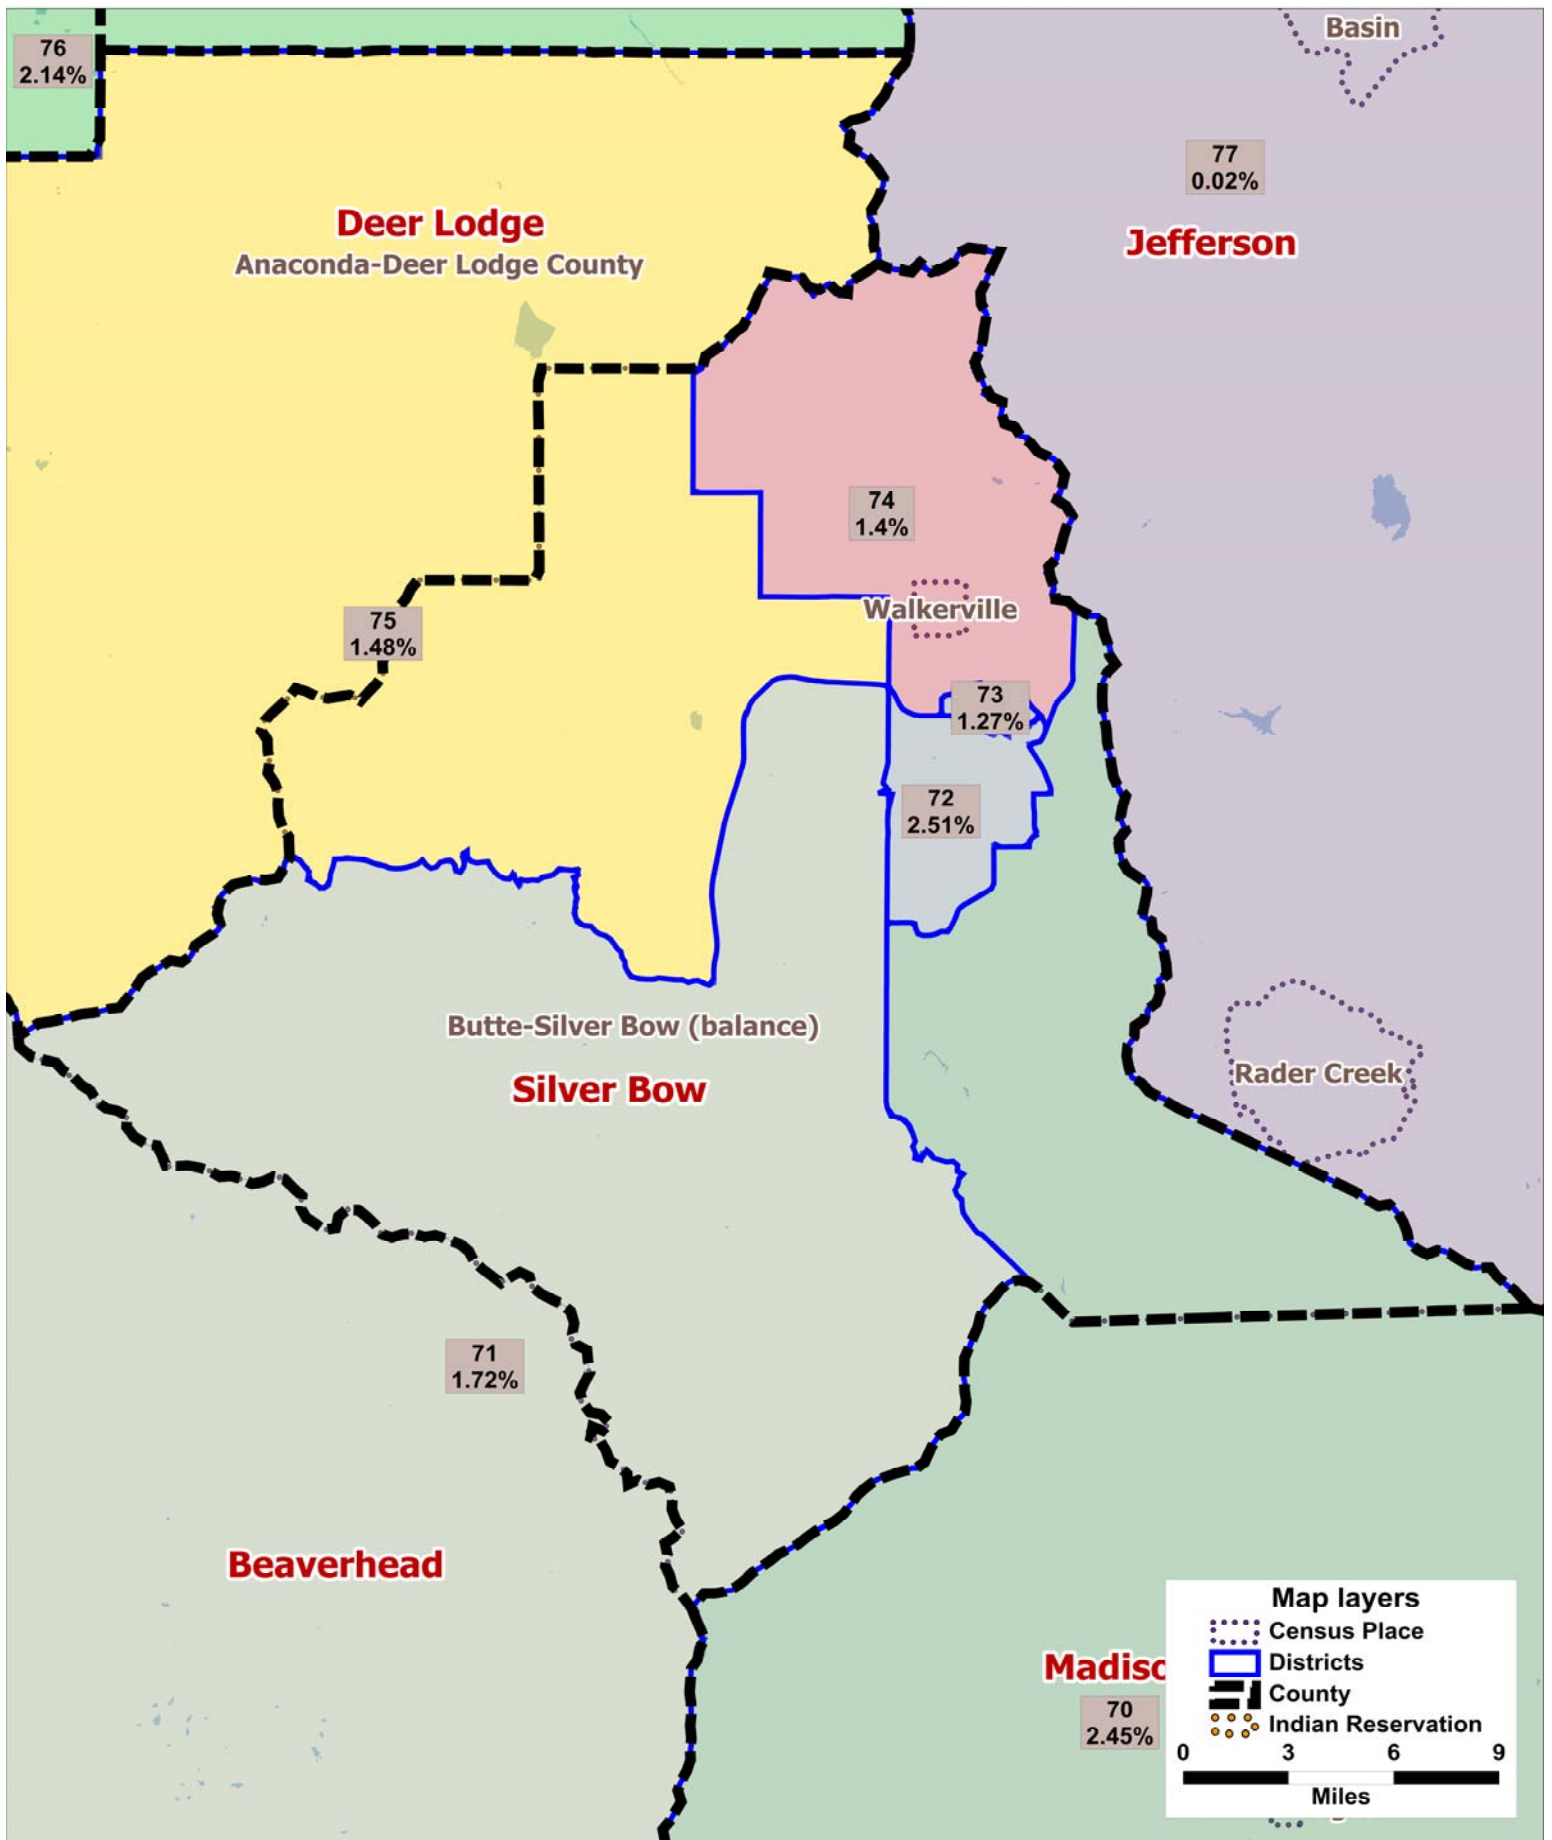 Basin
76
2.14%
77
0.02%
Deer Lodge
Anaconda-Deer Lodge County
Jefferson
74
1.4%
Walkerville
75
1.48%
73
1.27%
72
2.51%
Butte-Silver Bow (balance)
Silver Bow
Rader Creek
71
1.72%
Beaverhead
Madiso
70
2.45%
Map layers
Census Place
Districts
County
Indian Reservation
0 3 6 9
Miles